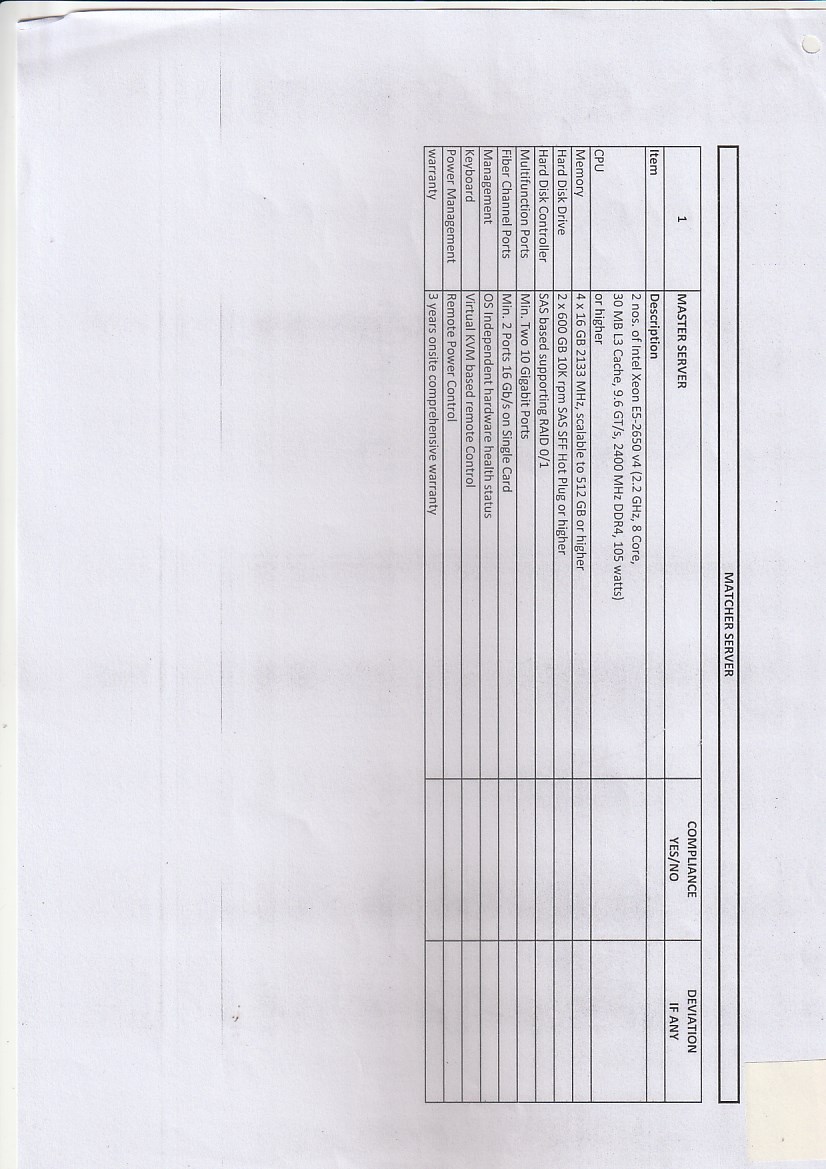 MATCHER SERVER
1 MASTER SERVER COMPLIANCE YES/NO DEVIATION IF ANY
Item Description
CPU 2 nos. of Intel Xeon E5-2650 v4 (2.2 GHz, 8 Core,
30 MB L3 Cache, 9.6 GT/s, 2400 MHz DDR4, 105 watts)
or higher
Memory 4 x 16 GB 2133 MHz, scalable to 512 GB or higher
Hard Disk Drive 2 x 600 GB 10K rpm SAS SFF Hot Plug or higher
Hard Disk Controller SAS based supporting RAID 0/1
Multifunction Ports Min. Two 10 Gigabit Ports
Fiber Channel Ports Min. 2 Ports 16 Gb/s on Single Card
Management OS Independent hardware health status
Keyboard Virtual KVM based remote Control
Power Management Remote Power Control
warranty 3 years onsite comprehensive warranty